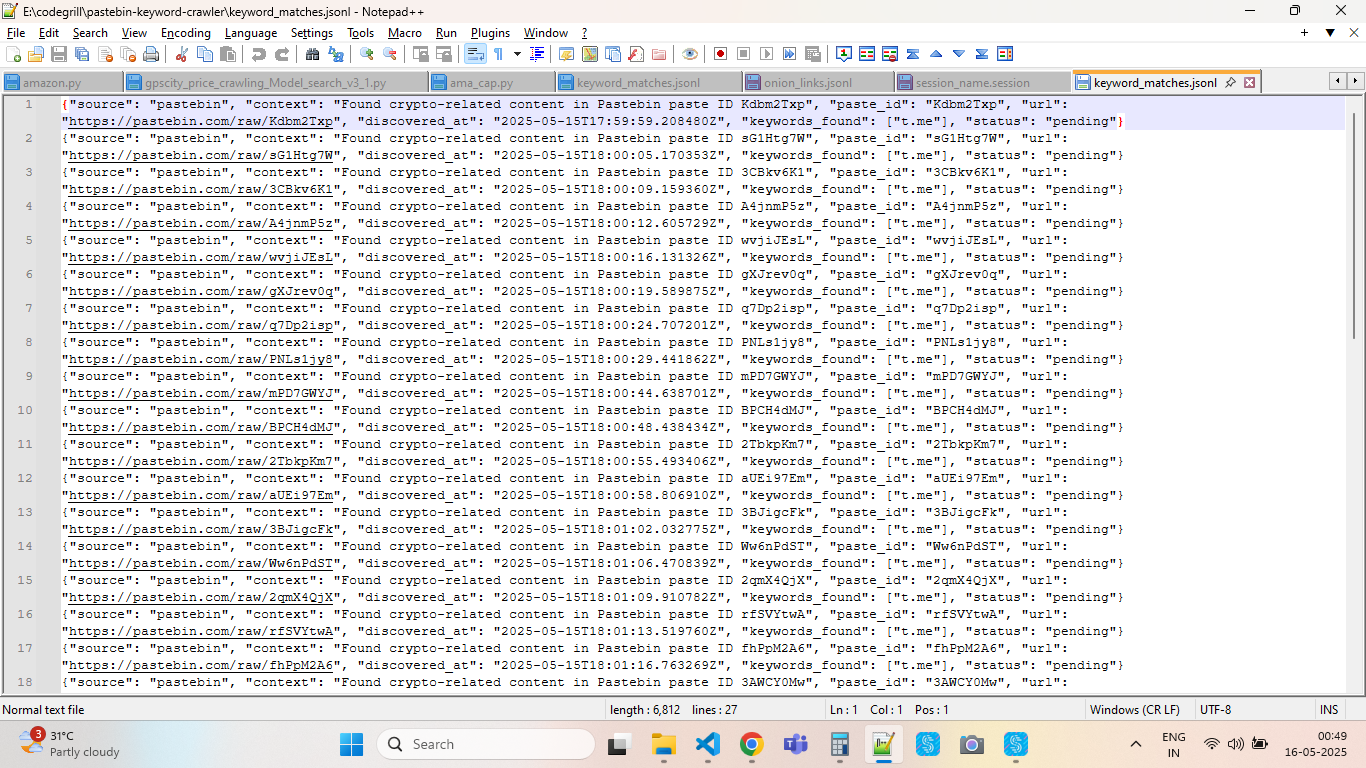 E:\codegrill\pastebin-keyword-crawler\keyword_matches.jsonl - Notepad++
File Edit Search View Encoding Language Settings Tools Macro Run Plugins Window ?
amazon.py gpscity_price_crawling_Model_search_v3_1.py ama_cap.py keyword_matches.jsonl onion_links.jsonl session_name.session keyword_matches.jsonl
1 {"source": "pastebin", "context": "Found crypto-related content in Pastebin paste ID Kdbm2Txp", "paste_id": "Kdbm2Txp", "url":
"https://pastebin.com/raw/Kdbm2Txp", "discovered_at": "2025-05-15T17:59:59.208480Z", "keywords_found": ["t.me"], "status": "pending"}
2 {"source": "pastebin", "context": "Found crypto-related content in Pastebin paste ID sG1Htg7W", "paste_id": "sG1Htg7W", "url":
"https://pastebin.com/raw/sG1Htg7W", "discovered_at": "2025-05-15T18:00:05.170353Z", "keywords_found": ["t.me"], "status": "pending"}
3 {"source": "pastebin", "context": "Found crypto-related content in Pastebin paste ID 3CBkv6K1", "paste_id": "3CBkv6K1", "url":
"https://pastebin.com/raw/3CBkv6K1", "discovered_at": "2025-05-15T18:00:09.159360Z", "keywords_found": ["t.me"], "status": "pending"}
4 {"source": "pastebin", "context": "Found crypto-related content in Pastebin paste ID A4jnmP5z", "paste_id": "A4jnmP5z", "url":
"https://pastebin.com/raw/A4jnmP5z", "discovered_at": "2025-05-15T18:00:12.605729Z", "keywords_found": ["t.me"], "status": "pending"}
5 {"source": "pastebin", "context": "Found crypto-related content in Pastebin paste ID wvjiJEsL", "paste_id": "wvjiJEsL", "url":
"https://pastebin.com/raw/wvjiJEsL", "discovered_at": "2025-05-15T18:00:16.131326Z", "keywords_found": ["t.me"], "status": "pending"}
6 {"source": "pastebin", "context": "Found crypto-related content in Pastebin paste ID gXJrev0q", "paste_id": "gXJrev0q", "url":
"https://pastebin.com/raw/gXJrev0q", "discovered_at": "2025-05-15T18:00:19.589875Z", "keywords_found": ["t.me"], "status": "pending"}
7 {"source": "pastebin", "context": "Found crypto-related content in Pastebin paste ID q7Dp2isp", "paste_id": "q7Dp2isp", "url":
"https://pastebin.com/raw/q7Dp2isp", "discovered_at": "2025-05-15T18:00:24.707201Z", "keywords_found": ["t.me"], "status": "pending"}
8 {"source": "pastebin", "context": "Found crypto-related content in Pastebin paste ID PNLs1jy8", "paste_id": "PNLs1jy8", "url":
"https://pastebin.com/raw/PNLs1jy8", "discovered_at": "2025-05-15T18:00:29.441862Z", "keywords_found": ["t.me"], "status": "pending"}
9 {"source": "pastebin", "context": "Found crypto-related content in Pastebin paste ID mPD7GWYJ", "paste_id": "mPD7GWYJ", "url":
"https://pastebin.com/raw/mPD7GWYJ", "discovered_at": "2025-05-15T18:00:44.638701Z", "keywords_found": ["t.me"], "status": "pending"}
10 {"source": "pastebin", "context": "Found crypto-related content in Pastebin paste ID BPCH4dMJ", "paste_id": "BPCH4dMJ", "url":
"https://pastebin.com/raw/BPCH4dMJ", "discovered_at": "2025-05-15T18:00:48.438434Z", "keywords_found": ["t.me"], "status": "pending"}
11 {"source": "pastebin", "context": "Found crypto-related content in Pastebin paste ID 2TbkpKm7", "paste_id": "2TbkpKm7", "url":
"https://pastebin.com/raw/2TbkpKm7", "discovered_at": "2025-05-15T18:00:55.493406Z", "keywords_found": ["t.me"], "status": "pending"}
12 {"source": "pastebin", "context": "Found crypto-related content in Pastebin paste ID aUEi97Em", "paste_id": "aUEi97Em", "url":
"https://pastebin.com/raw/aUEi97Em", "discovered_at": "2025-05-15T18:00:58.806910Z", "keywords_found": ["t.me"], "status": "pending"}
13 {"source": "pastebin", "context": "Found crypto-related content in Pastebin paste ID 3BJigcFk", "paste_id": "3BJigcFk", "url":
"https://pastebin.com/raw/3BJigcFk", "discovered_at": "2025-05-15T18:01:02.032775Z", "keywords_found": ["t.me"], "status": "pending"}
14 {"source": "pastebin", "context": "Found crypto-related content in Pastebin paste ID Ww6nPdST", "paste_id": "Ww6nPdST", "url":
"https://pastebin.com/raw/Ww6nPdST", "discovered_at": "2025-05-15T18:01:06.470839Z", "keywords_found": ["t.me"], "status": "pending"}
15 {"source": "pastebin", "context": "Found crypto-related content in Pastebin paste ID 2qmX4QjX", "paste_id": "2qmX4QjX", "url":
"https://pastebin.com/raw/2qmX4QjX", "discovered_at": "2025-05-15T18:01:09.910782Z", "keywords_found": ["t.me"], "status": "pending"}
16 {"source": "pastebin", "context": "Found crypto-related content in Pastebin paste ID rfSVYtwA", "paste_id": "rfSVYtwA", "url":
"https://pastebin.com/raw/rfSVYtwA", "discovered_at": "2025-05-15T18:01:13.519760Z", "keywords_found": ["t.me"], "status": "pending"}
17 {"source": "pastebin", "context": "Found crypto-related content in Pastebin paste ID fhPpM2A6", "paste_id": "fhPpM2A6", "url":
"https://pastebin.com/raw/fhPpM2A6", "discovered_at": "2025-05-15T18:01:16.763269Z", "keywords_found": ["t.me"], "status": "pending"}
18 {"source": "pastebin", "context": "Found crypto-related content in Pastebin paste ID 3AWCY0Mw", "paste_id": "3AWCY0Mw", "url":
Normal text file length : 6,812 lines : 27 Ln : 1 Col : 1 Pos : 1 Windows (CR LF) UTF-8 INS
3 31°C
Partly cloudy
Search
ENG
IN
00:49
16-05-2025